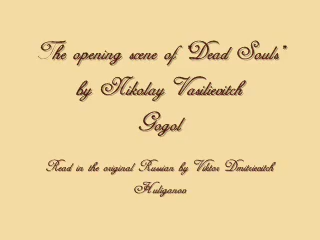 The opening scene of "Dead Souls"
by Nikolay Vasilievitch
Gogol
Read in the original Russian by Viktor Dmitrievitch
Huliganov